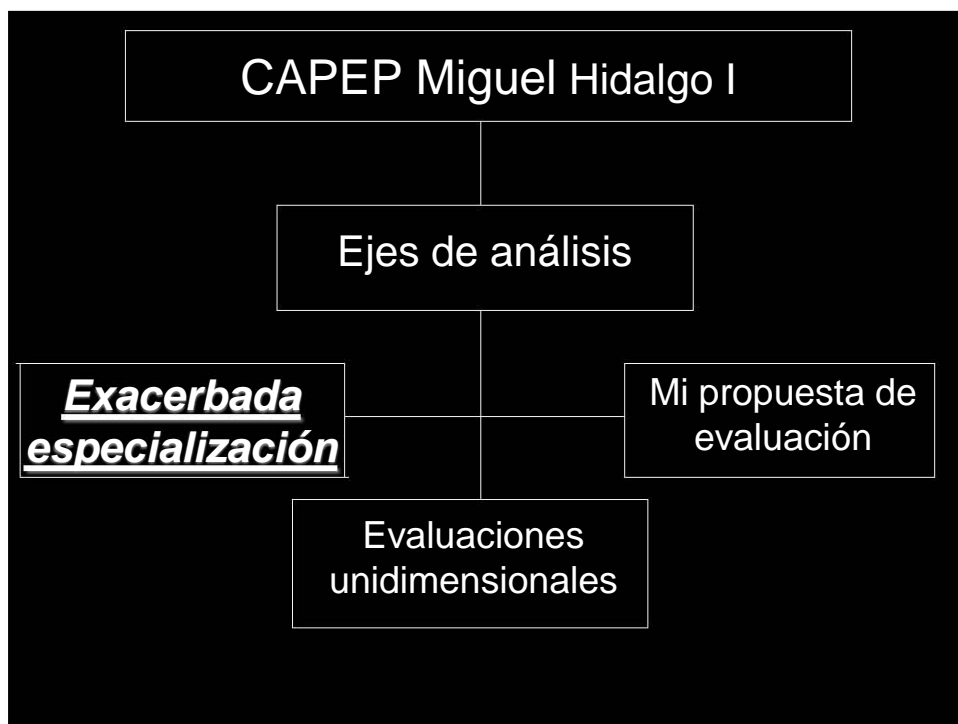 CAPEP Miguel Hidalgo I
Ejes de análisis
Exacerbada
especialización
Mi propuesta de
evaluación
Evaluaciones
unidimensionales